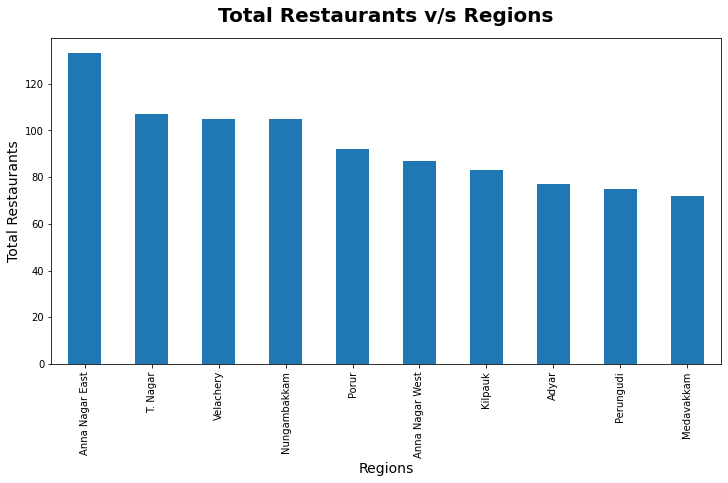 Total Restaurants v/s Regions
Total Restaurants
120
100
80
60
40
20
0
Anna Nagar East
T. Nagar
Velachery
Nungambakkam
Porur
Anna Nagar West
Kilpauk
Adyar
Perungudi
Medavakkam
Regions